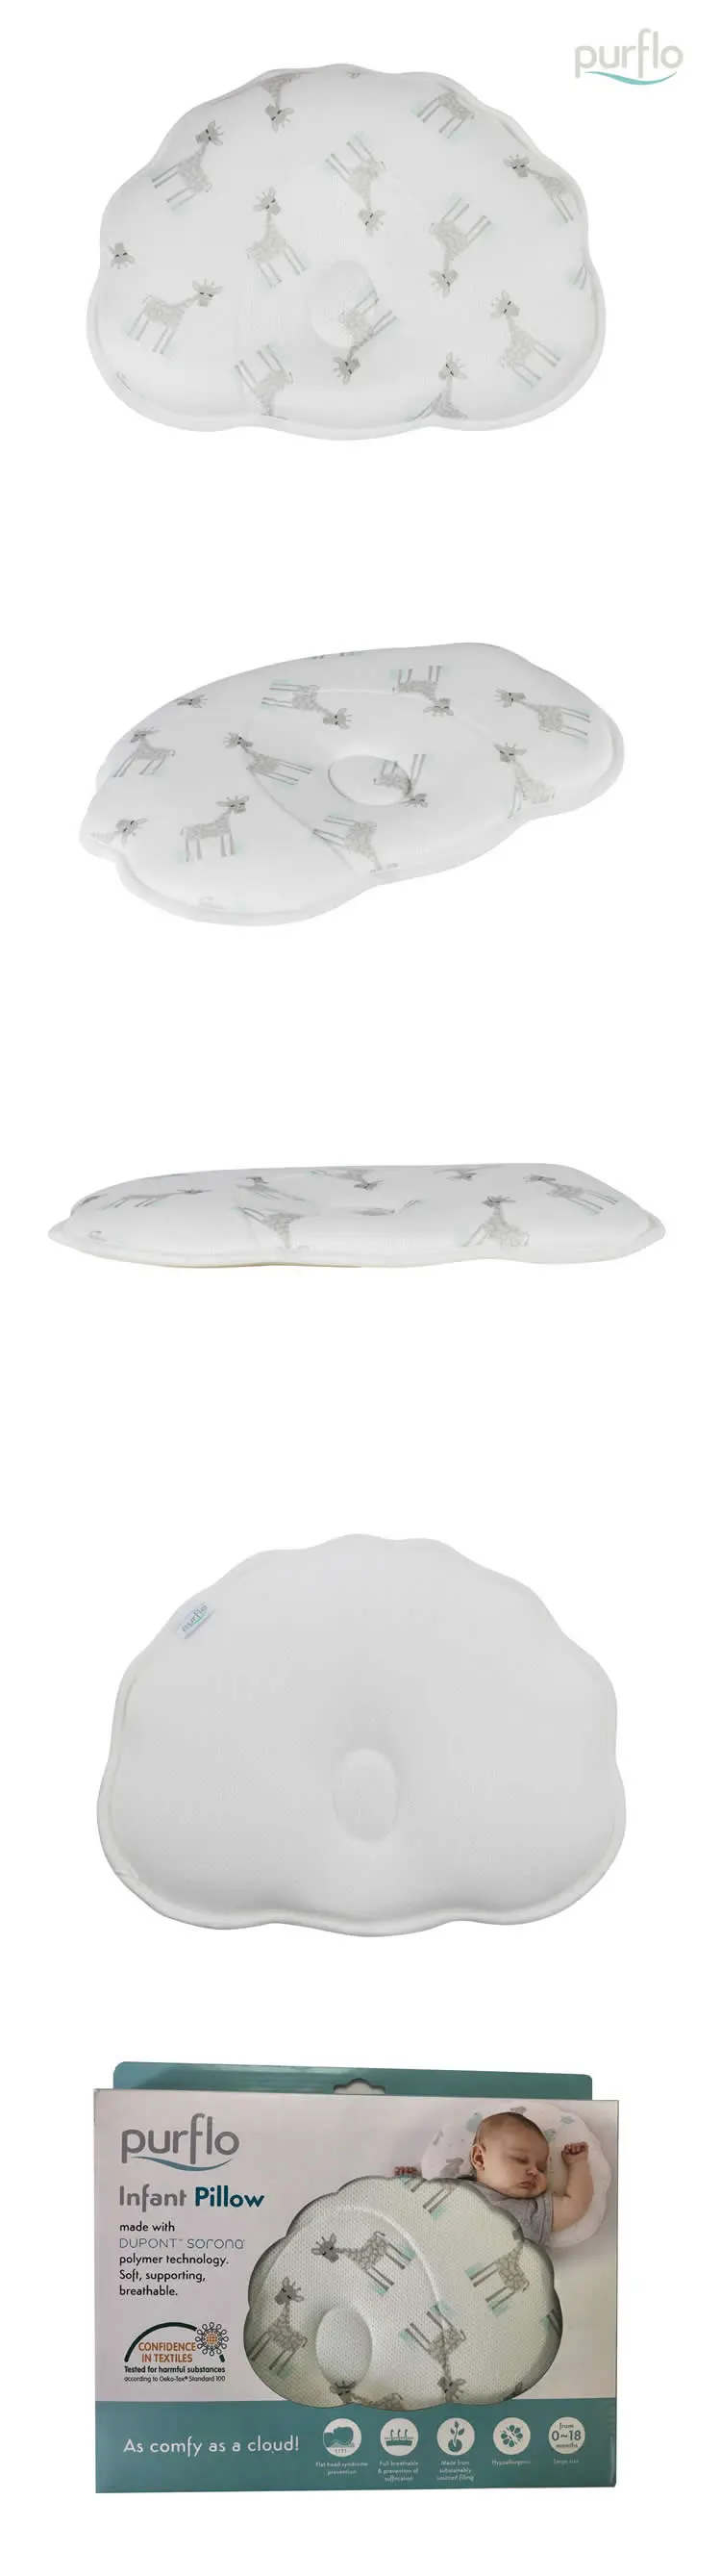 purflo
purflo
purflo
Infant Pillow
made with
DUPONT™ sorona®
polymer technology.
Soft, supporting,
breathable.
CONFIDENCE
IN TEXTILES
Tested for harmful substances
according to Oeko-Tex® Standard 100
As comfy as a cloud!
Flat head syndrome
prevention
Full breathable
& prevention of
suffocation
Made from
sustainably
sourced filling
Hypoallergenic
from
0~18
months
Large size